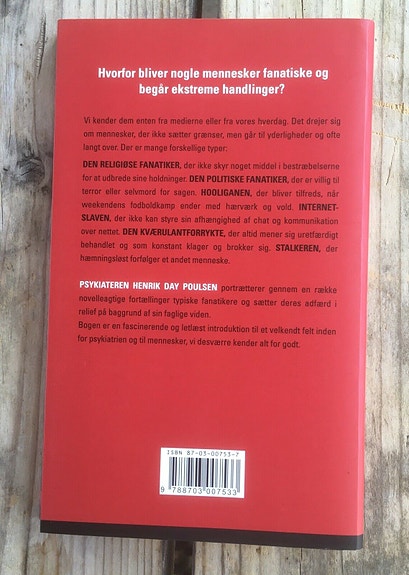 Hvorfor bliver nogle mennesker fanatiske og
begår ekstreme handlinger?
Vi kender dem enten fra medierne eller fra vores hverdag. Det drejer sig
om mennesker, der ikke sætter grænser, men går til yderligheder og ofte
langt over. Der er mange forskellige typer:
DEN RELIGIØSE FANATIKER, der ikke skyr noget middel i bestræbelserne
for at udbrede sine holdninger. DEN POLITISKE FANATIKER, der er villig til
terror eller selvmord for sagen. HOOLIGANEN, der bliver tilfreds, når
weekendens fodboldkamp ender med hærværk og vold. INTERNET-
SLAVEN, der ikke kan styre sin afhængighed af chat og kommunikation
over nettet. DEN KVÆRULANTFORRYKTE, der altid mener sig uretfærdigt
behandlet og som konstant klager og brokker sig. STALKEREN, der
hæmningsløst forfølger et andet menneske.
PSYKIATEREN HENRIK DAY POULSEN portrætterer gennem en række
novelleagtige fortællinger typiske fanatikere og sætter deres adfærd i
relief på baggrund af sin faglige viden.
Bogen er en fascinerende og letlæst introduktion til et velkendt felt inden
for psykiatrien og til mennesker, vi desværre kender alt for godt.
ISBN 87-03-00753-7
9 788703 007533